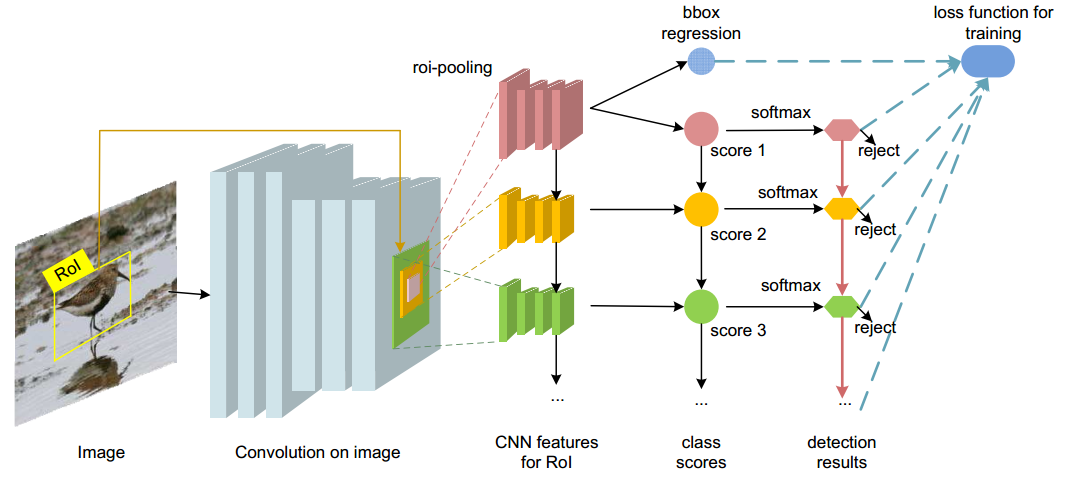 bbox
regression
loss function for
training
roi-pooling
softmax
score 1
reject
RoI
softmax
score 2
reject
softmax
score 3
reject
...
...
...
Image
Convolution on image
CNN features
for RoI
class
scores
detection
results